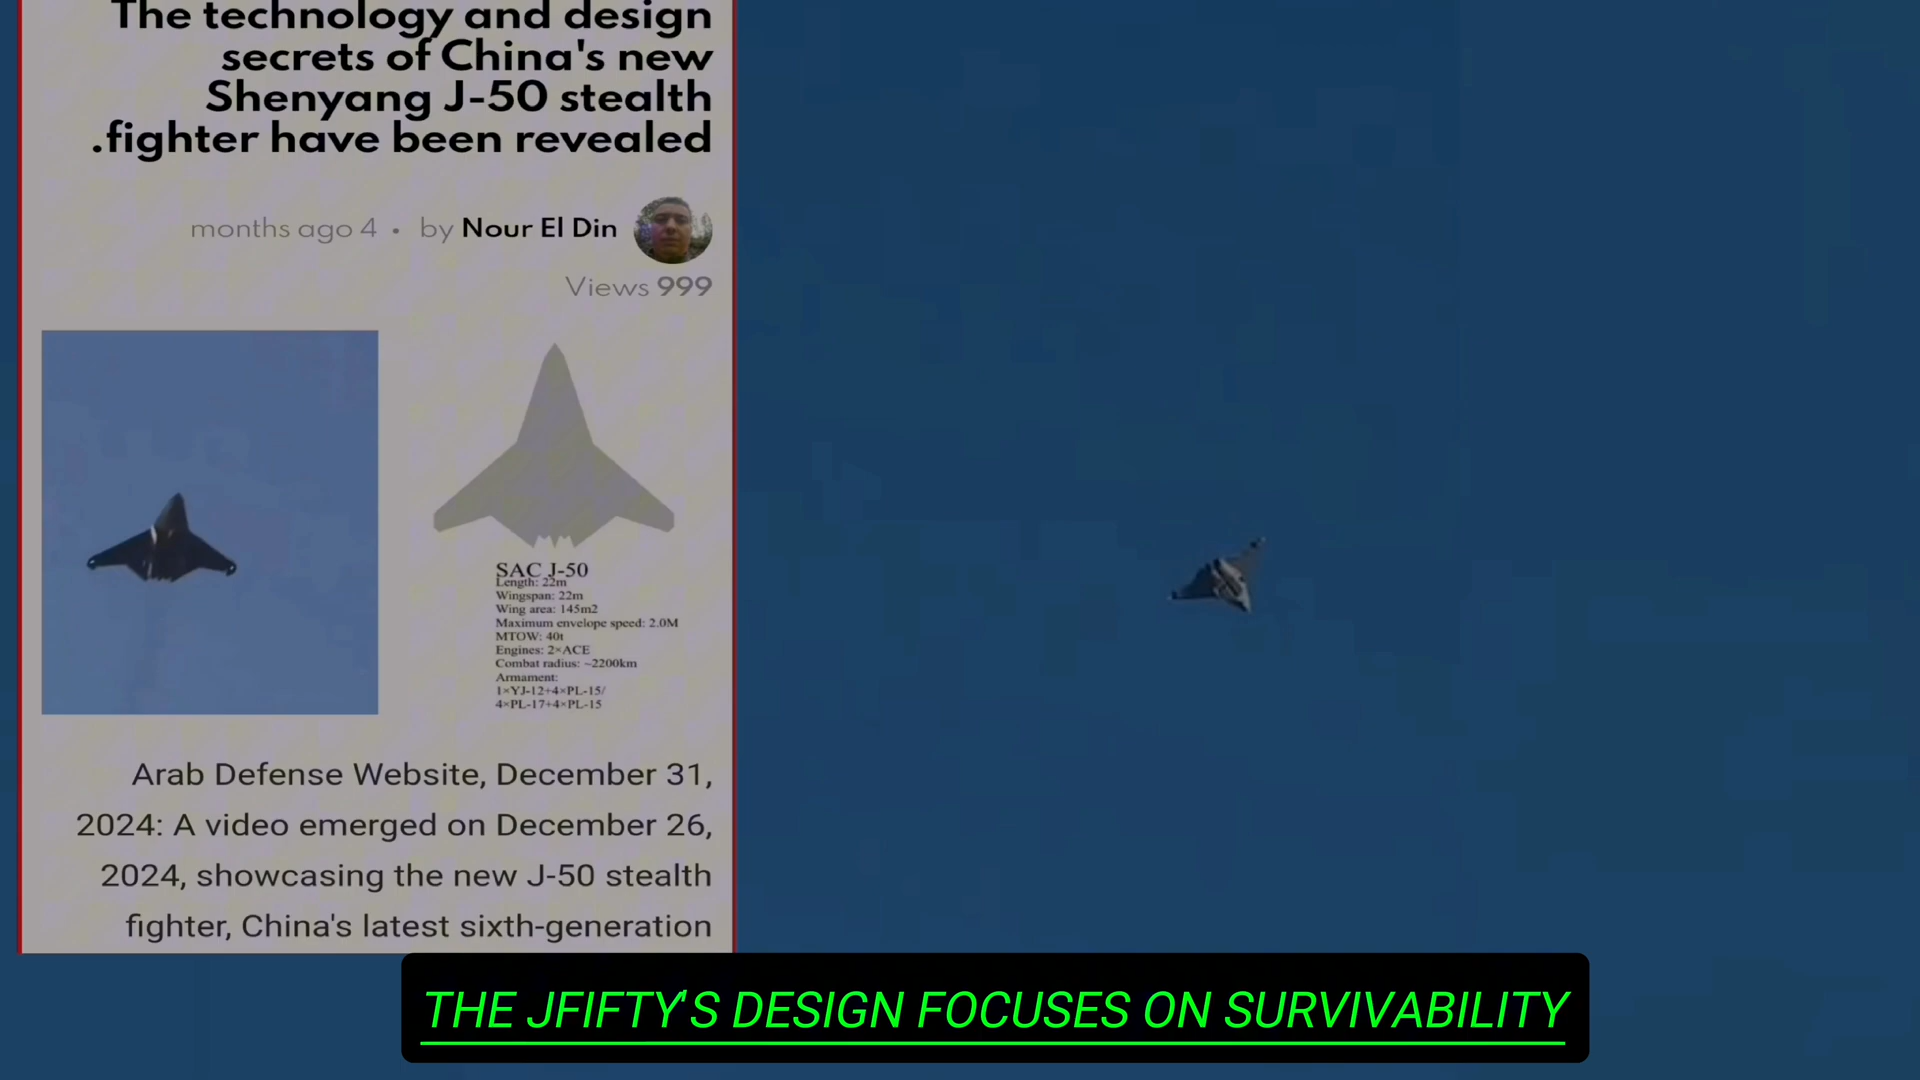 The technology and design
secrets of China's new
Shenyang J-50 stealth
.fighter have been revealed
months ago 4 • by Nour El Din
Views 999
SAC J-50
Length: 22m
Wingspan: 22m
Wing area: 145m2
Maximum envelope speed: 2.0M
MTOW: 40t
Engines: 2×ACE
Combat radius: ~2200km
Armament:
1×YJ-12+4×PL-15/
4×PL-17+4×PL-15
Arab Defense Website, December 31,
2024: A video emerged on December 26,
2024, showcasing the new J-50 stealth
fighter, China's latest sixth-generation
THE JFIFTY'S DESIGN FOCUSES ON SURVIVABILITY